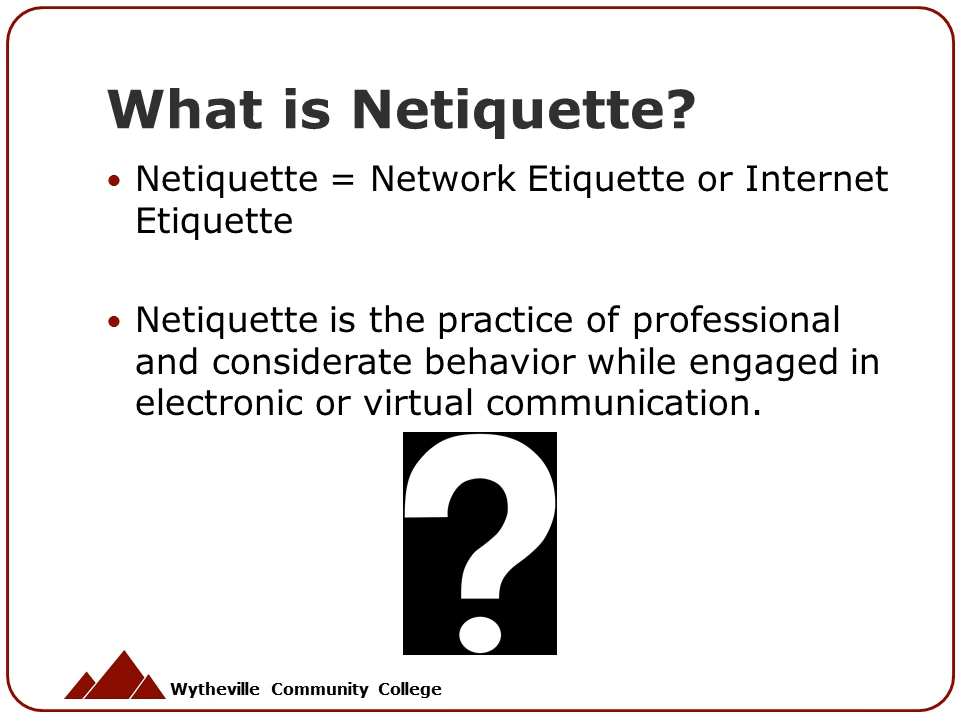 What is Netiquette?
• Netiquette = Network Etiquette or Internet
Etiquette
• Netiquette is the practice of professional
and considerate behavior while engaged in
electronic or virtual communication.
?
Wytheville Community College